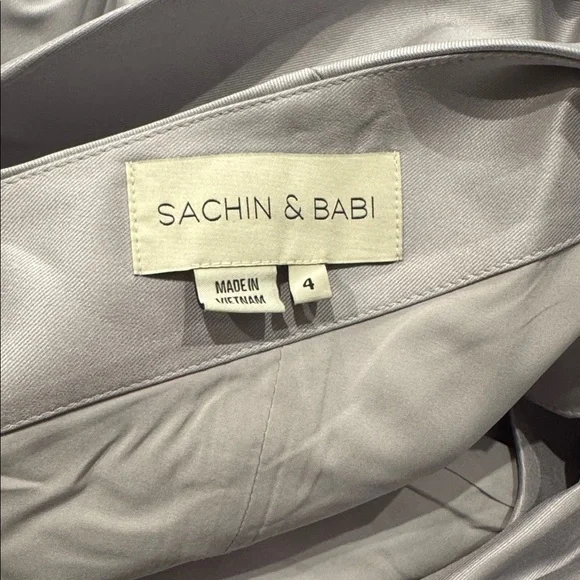 SACHIN & BABI
MADE IN
VIETNAM
4